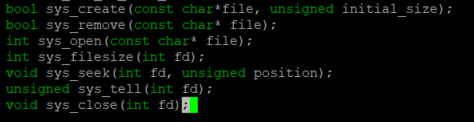 bool sys_create(const char*file, unsigned initial_size);
bool sys_remove(const char* file);
int sys_open(const char* file);
int sys_filesize(int fd);
void sys_seek(int fd, unsigned position);
unsigned sys_tell(int fd);
void sys_close(int fd);